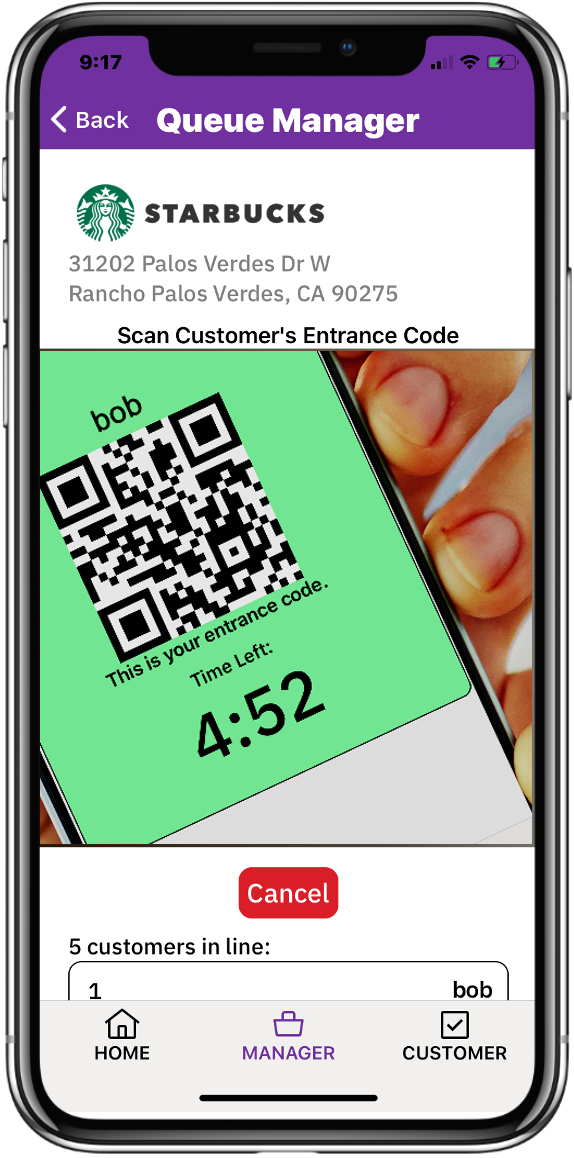 9:17
Back
Queue Manager
STARBUCKS
31202 Palos Verdes Dr W
Rancho Palos Verdes, CA 90275
Scan Customer's Entrance Code
bob
This is your entrance code.
Time Left:
4:52
Cancel
5 customers in line:
1 bob
HOME MANAGER CUSTOMER